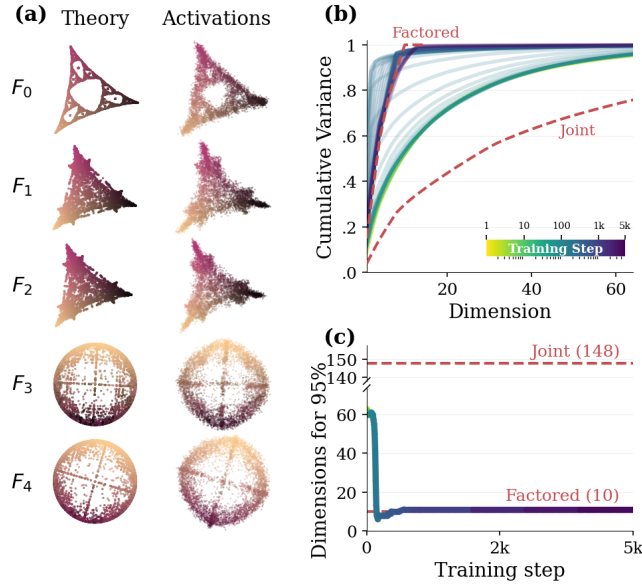 (a)
Theory
Activations
F₀
F₁
F₂
F₃
F₄
(b)
Factored
Joint
1
.8
.6
.4
.2
.0
Cumulative Variance
1 10 100 1k 5k
Training Step
20 40 60
Dimension
(c)
Joint (148)
150
140
60
40
20
0
Dimensions for 95%
Factored (10)
0 2k 5k
Training step